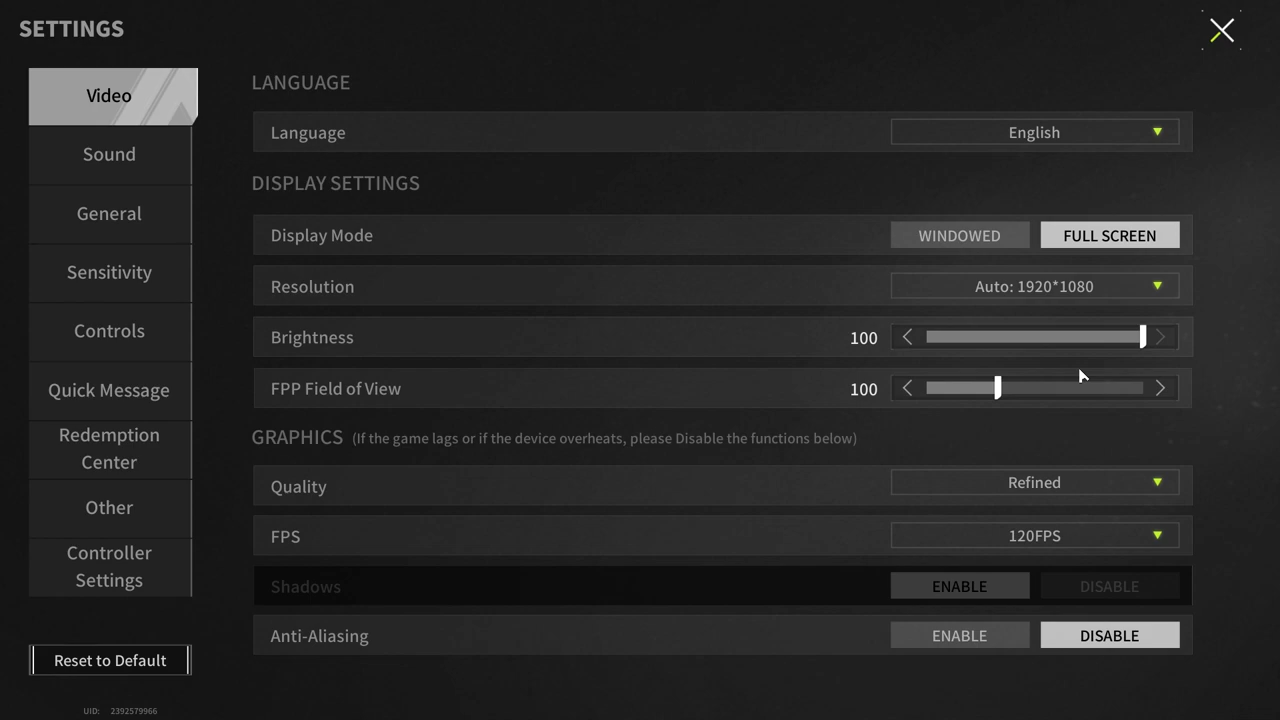 SETTINGS
Video
Sound
General
Sensitivity
Controls
Quick Message
Redemption
Center
Other
Controller
Settings
Reset to Default
UID: 2392579966
LANGUAGE
Language English
DISPLAY SETTINGS
Display Mode WINDOWED FULL SCREEN
Resolution Auto: 1920*1080
Brightness 100
FPP Field of View 100
GRAPHICS (If the game lags or if the device overheats, please Disable the functions below)
Quality Refined
FPS 120FPS
Shadows ENABLE DISABLE
Anti-Aliasing ENABLE DISABLE